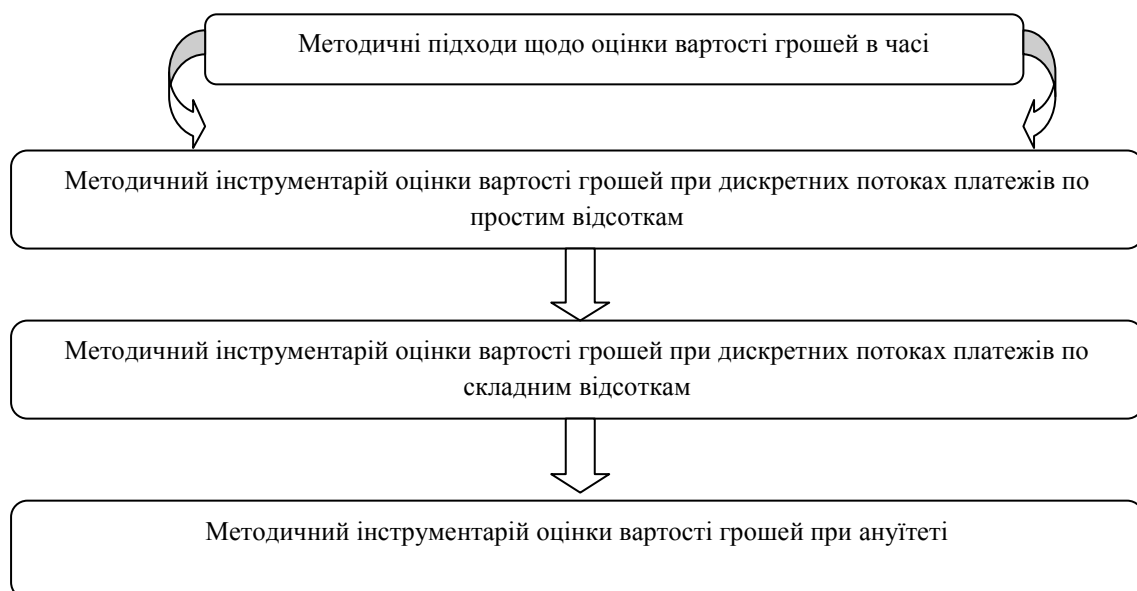 Методичні підходи щодо оцінки вартості грошей в часі
Методичний інструментарій оцінки вартості грошей при дискретних потоках платежів по
простим відсоткам
Методичний інструментарій оцінки вартості грошей при дискретних потоках платежів по
складним відсоткам
Методичний інструментарій оцінки вартості грошей при ануїтеті